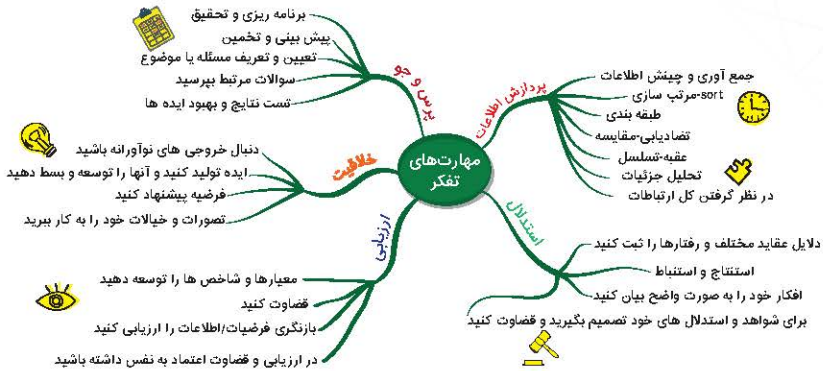 مهارت‌های
تفکر
پردازش اطلاعات
جمع آوری و چینش اطلاعات
sort-مرتب سازی
طبقه بندی
تضادیابی-مقایسه
عقبه-تسلسل
تحلیل جزئیات
در نظر گرفتن کل ارتباطات
استدلال
دلایل عقاید مختلف و رفتارها را ثبت کنید
استنتاج و استنباط
افکار خود را به صورت واضح بیان کنید
برای شواهد و استدلال های خود تصمیم بگیرید و قضاوت کنید
پرس و جو
برنامه ریزی و تحقیق
پیش بینی و تخمین
تعیین و تعریف مسئله یا موضوع
سوالات مرتبط بپرسید
تست نتایج و بهبود ایده ها
خلاقیت
دنبال خروجی های نوآورانه باشید
ایده تولید کنید و آنها را توسعه و بسط دهید
فرضیه پیشنهاد کنید
تصورات و خیالات خود را به کار ببرید
ارزیابی
معیارها و شاخص ها را توسعه دهید
قضاوت کنید
بازنگری فرضیات/اطلاعات را ارزیابی کنید
در ارزیابی و قضاوت اعتماد به نفس داشته باشید